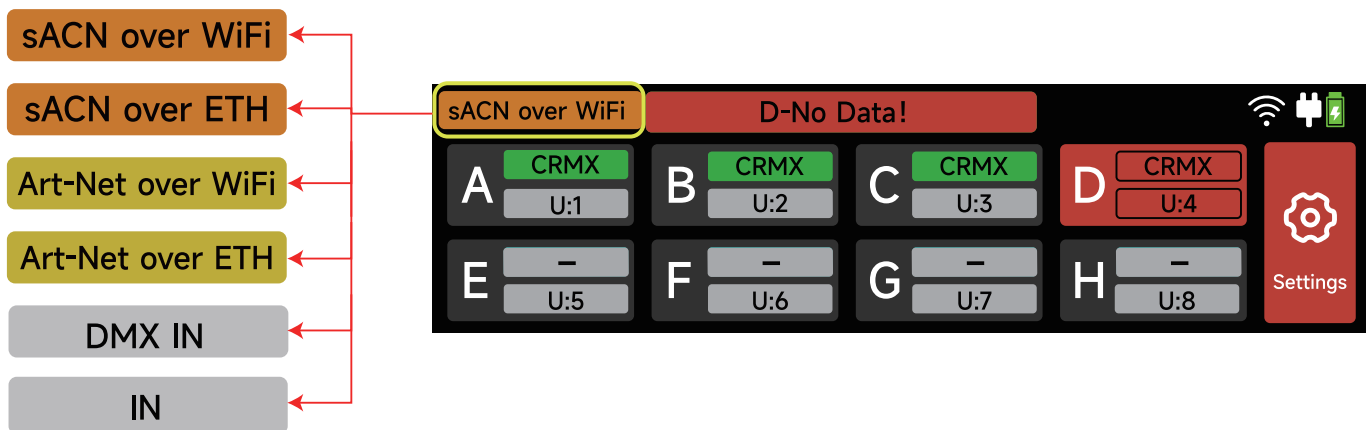 sACN over WiFi
sACN over ETH
Art-Net over WiFi
Art-Net over ETH
DMX IN
IN
sACN over WiFi
D-No Data!
A
CRMX
U:1
B
CRMX
U:2
C
CRMX
U:3
D
CRMX
U:4
E
–
U:5
F
–
U:6
G
–
U:7
H
–
U:8
Settings